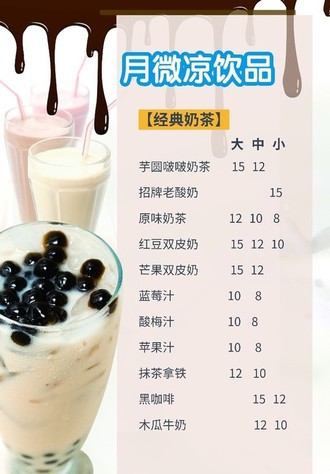 月微凉饮品
【经典奶茶】
大 中 小
芋圆啵啵奶茶 15 12
招牌老酸奶 15
原味奶茶 12 10 8
红豆双皮奶 15 12 10
芒果双皮奶 15 12
蓝莓汁 10 8
酸梅汁 10 8
苹果汁 10 8
抹茶拿铁 12 10
黑咖啡 15 12
木瓜牛奶 12 10